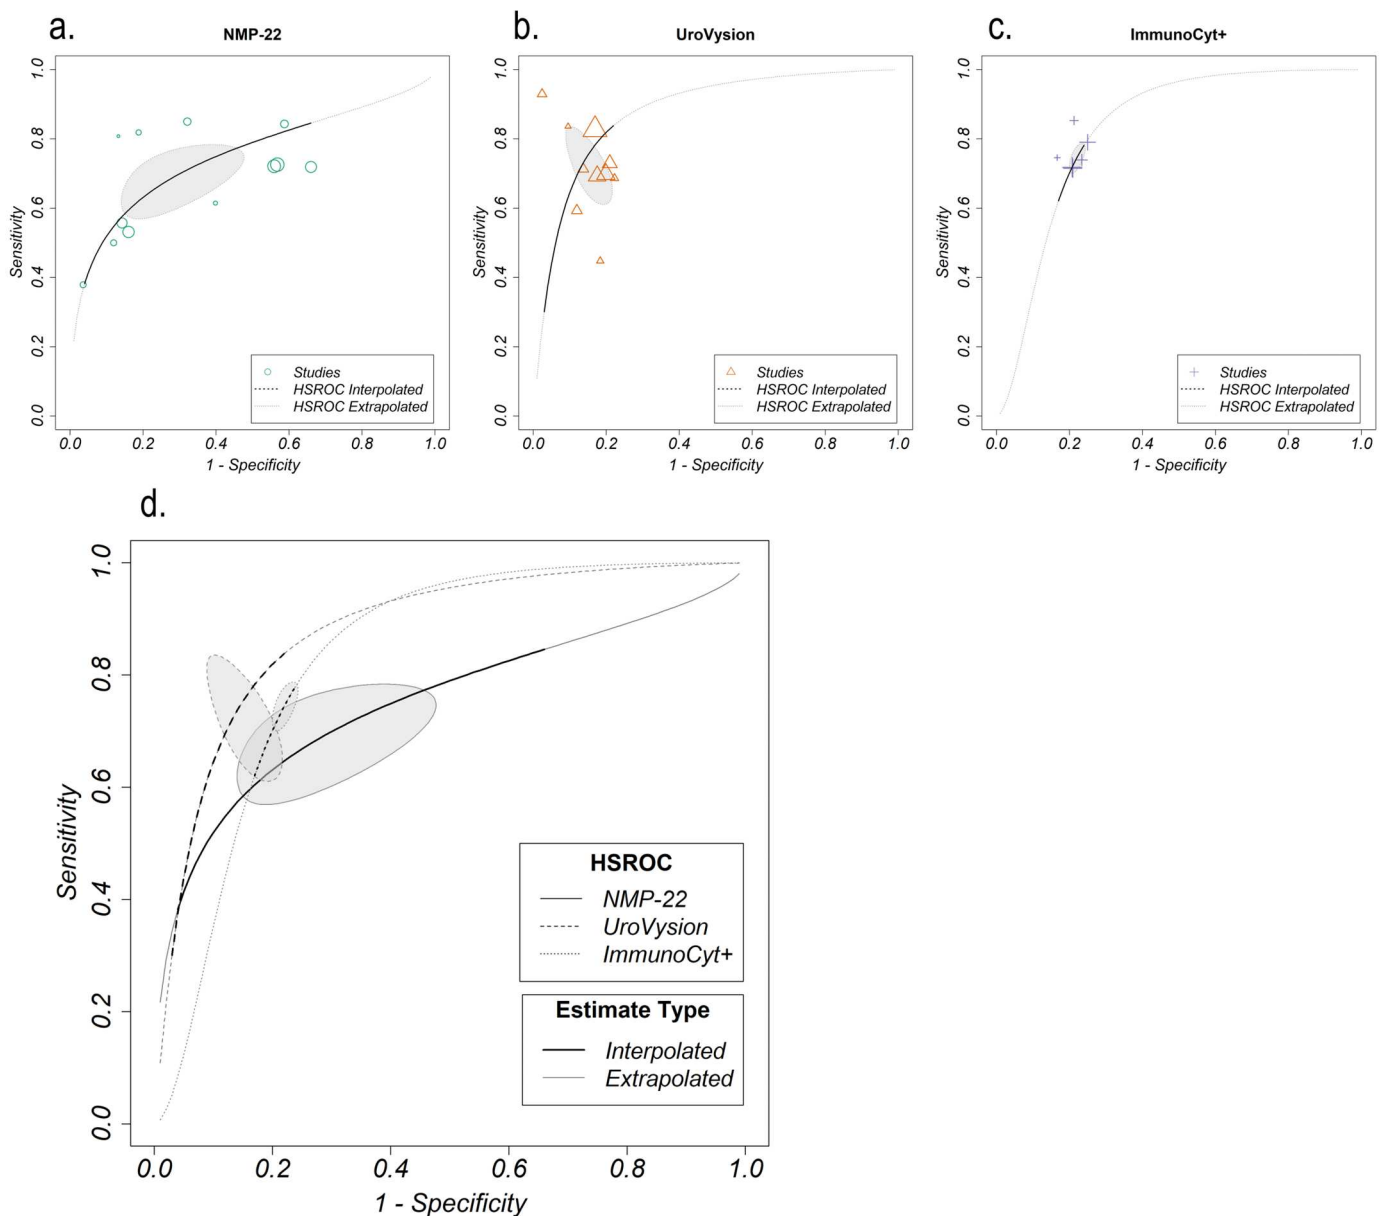 a.
NMP-22
1.0
0.8
0.6
0.4
0.2
0.0
Sensitivity
Studies
HSROC Interpolated
HSROC Extrapolated
0.0 0.2 0.4 0.6 0.8 1.0
1 - Specificity
b.
UroVysion
1.0
0.8
0.6
0.4
0.2
0.0
Sensitivity
Studies
HSROC Interpolated
HSROC Extrapolated
0.0 0.2 0.4 0.6 0.8 1.0
1 - Specificity
c.
ImmunoCyt+
1.0
0.8
0.6
0.4
0.2
0.0
Sensitivity
Studies
HSROC Interpolated
HSROC Extrapolated
0.0 0.2 0.4 0.6 0.8 1.0
1 - Specificity
d.
1.0
0.8
0.6
0.4
0.2
0.0
Sensitivity
HSROC
NMP-22
UroVysion
ImmunoCyt+
Estimate Type
Interpolated
Extrapolated
0.0 0.2 0.4 0.6 0.8 1.0
1 - Specificity